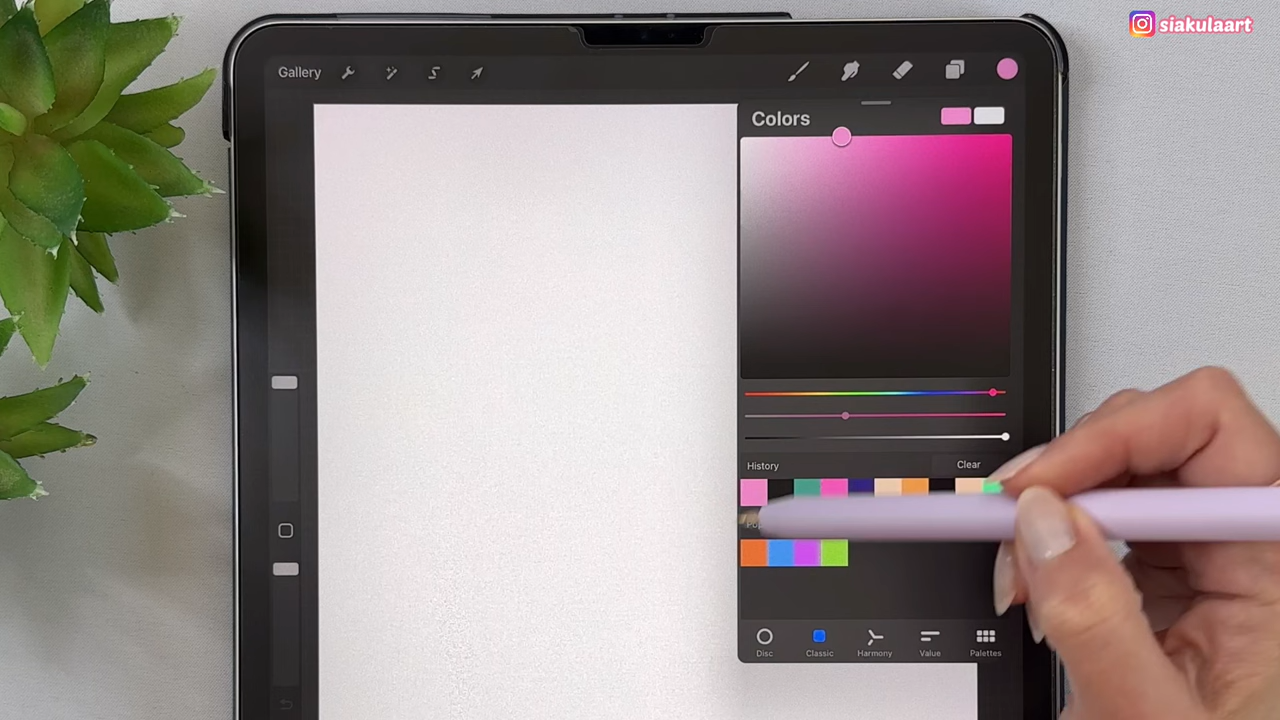 siakulaart
Gallery
Colors
History
Clear
Disc
Classic
Harmony
Value
Palettes